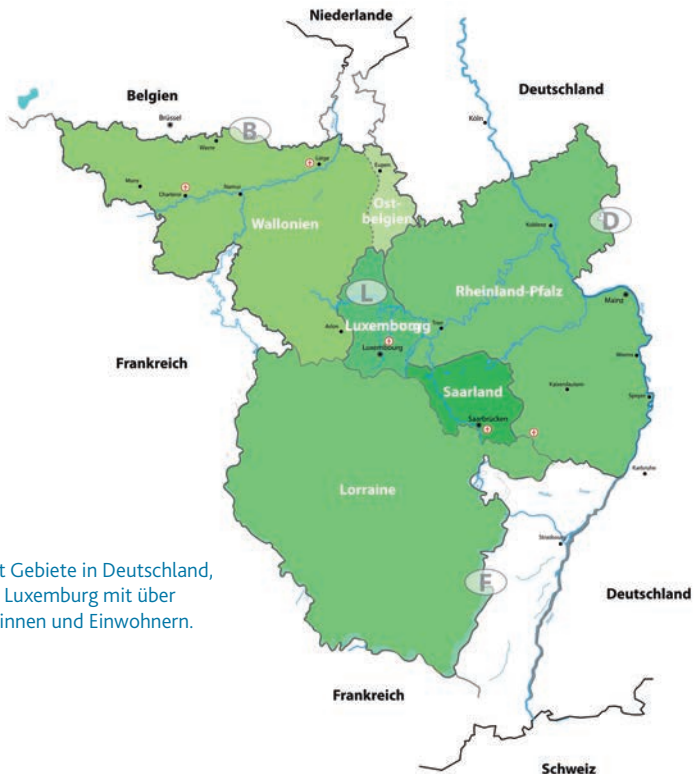 Niederlande
Belgien
Deutschland
Brüssel
Köln
B
Wavre
Liège
Eupen
Mons
Charleroi
Namur
Ost-
belgien
Wallonien
Koblenz
D
L
Rheinland-Pfalz
Mainz
Arlon
Luxembourg
Trier
Luxembourg
Worms
Frankreich
Saarland
Kaiserslautern
Speyer
Saarbrücken
Karlsruhe
Lorraine
Strasbourg
t Gebiete in Deutschland,
Luxemburg mit über
innen und Einwohnern.
F
Deutschland
Frankreich
Schweiz